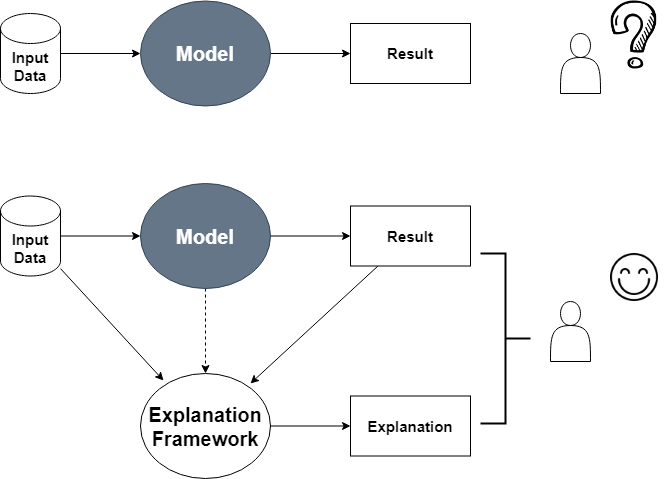 Input
Data
Model
Result
?
Input
Data
Model
Result
Explanation
Framework
Explanation